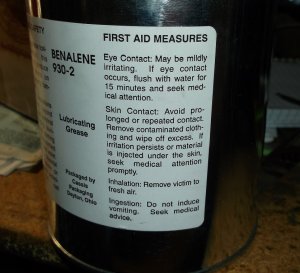 FETY
BENALENE
930-2
Lubricating
Grease
Packaged by
Cassis
Packaging
Dayton, Ohio
FIRST AID MEASURES
Eye Contact: May be mildly
irritating. If eye contact
occurs, flush with water for
15 minutes and seek med-
ical attention.
Skin Contact: Avoid pro-
longed or repeated contact.
Remove contaminated cloth-
ing and wipe off excess. If
irritation persists or material
is injected under the skin,
seek medical attention
promptly.
Inhalation: Remove victim to
fresh air.
Ingestion: Do not induce
vomiting. Seek medical
advice.